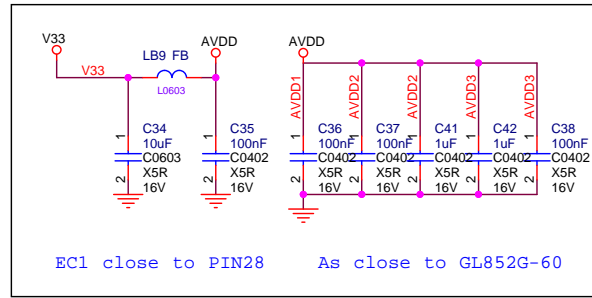 V33
V33
LB9 FB
L0603
AVDD
AVDD
AVDD1
AVDD2
AVDD2
AVDD3
AVDD3
1
C34
10uF
C0603
2
X5R
16V
1
C35
100nF
C0402
2
X5R
16V
1
C36
100nF
C0402
2
X5R
16V
1
C37
100nF
C0402
2
X5R
16V
1
C41
1uF
C0402
2
X5R
16V
1
C42
1uF
C0402
2
X5R
16V
1
C38
100nF
C0402
2
X5R
16V
EC1 close to PIN28
As close to GL852G-60